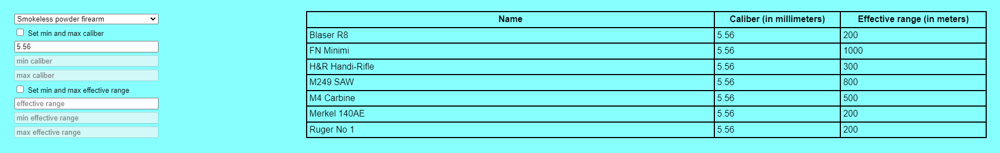 Smokeless powder firearm
Set min and max caliber
5.56
min caliber
max caliber
Set min and max effective range
effective range
min effective range
max effective range
Name Caliber (in millimeters) Effective range (in meters)
Blaser R8 5.56 200
FN Minimi 5.56 1000
H&R Handi-Rifle 5.56 300
M249 SAW 5.56 800
M4 Carbine 5.56 500
Merkel 140AE 5.56 200
Ruger No 1 5.56 200